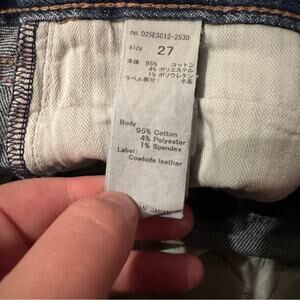 no. D25ESC12-2530
size 27
本体 95% コットン
4% ポリエステル
1% ポリウレタン
ラベル部分: 牛革
Body
95% Cotton
4% Polyester
1% Spandex
Label:
Cowhide leather
JAPAN